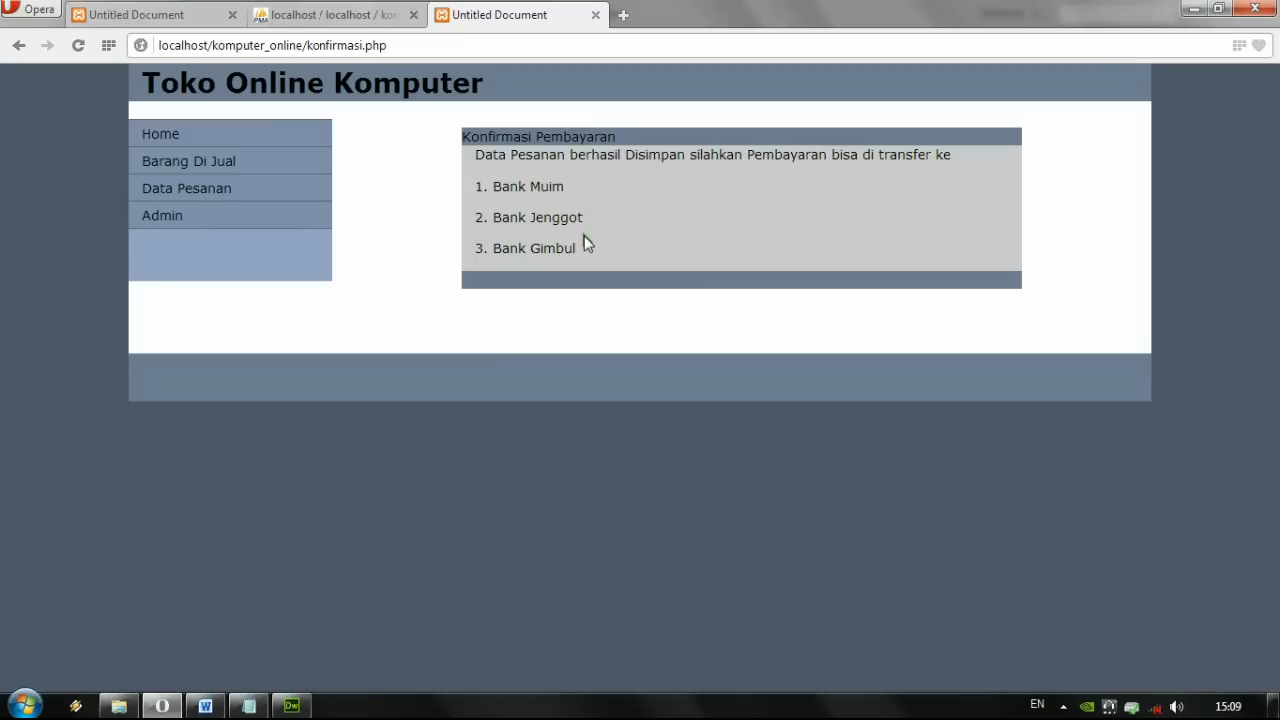 Opera
Untitled Document
localhost / localhost / ko
Untitled Document
localhost/komputer_online/konfirmasi.php
Toko Online Komputer
Home
Barang Di Jual
Data Pesanan
Admin
Konfirmasi Pembayaran
Data Pesanan berhasil Disimpan silahkan Pembayaran bisa di transfer ke
1. Bank Muim
2. Bank Jenggot
3. Bank Gimbul
EN
15:09